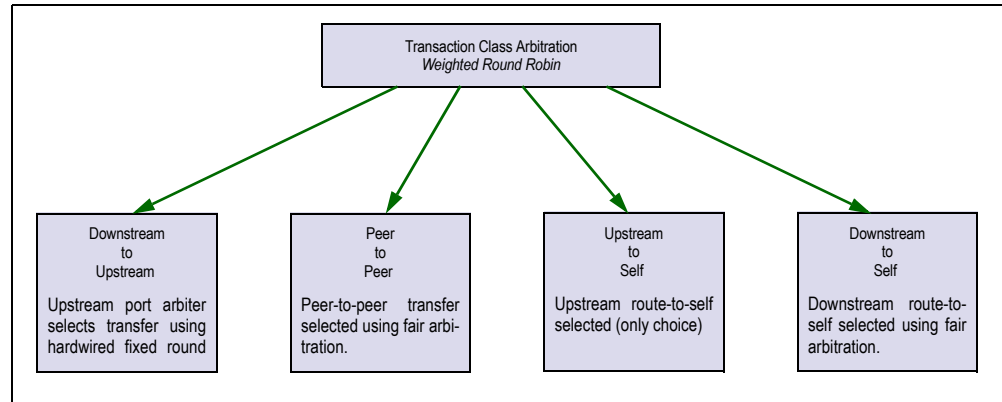 Transaction Class Arbitration
Weighted Round Robin
Downstream
to
Upstream
Upstream port arbiter
selects transfer using
hardwired fixed round
Peer
to
Peer
Peer-to-peer transfer
selected using fair arbi-
tration.
Upstream
to
Self
Upstream route-to-self
selected (only choice)
Downstream
to
Self
Downstream route-to-
self selected using fair
arbitration.